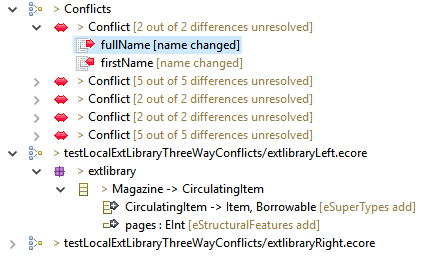 > Conflicts
> Conflict [2 out of 2 differences unresolved]
fullName [name changed]
firstName [name changed]
> Conflict [5 out of 5 differences unresolved]
> Conflict [2 out of 2 differences unresolved]
> Conflict [2 out of 2 differences unresolved]
> Conflict [5 out of 5 differences unresolved]
> testLocalExtLibraryThreeWayConflicts/extlibraryLeft.ecore
> extlibrary
> Magazine -> CirculatingItem
CirculatingItem -> Item, Borrowable [eSuperTypes add]
pages : EInt [eStructuralFeatures add]
> testLocalExtLibraryThreeWayConflicts/extlibraryRight.ecore